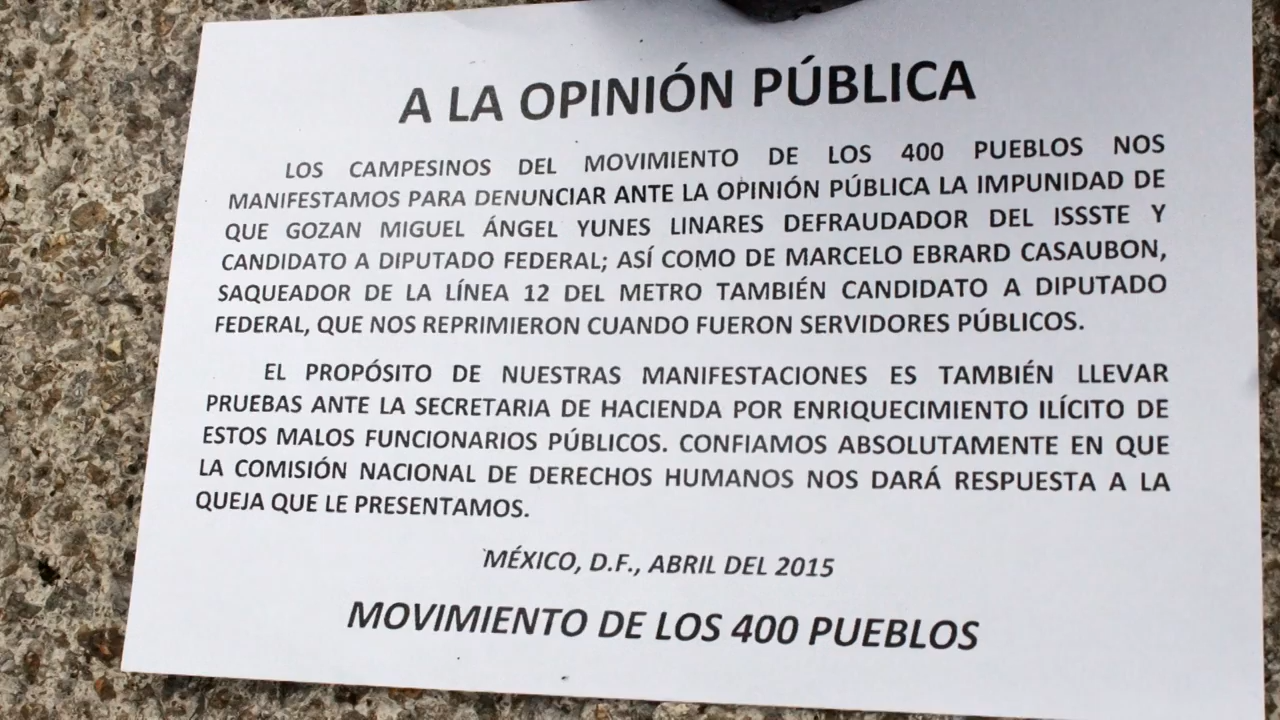 A LA OPINIÓN PÚBLICA
LOS CAMPESINOS DEL MOVIMIENTO DE LOS 400 PUEBLOS NOS
MANIFESTAMOS PARA DENUNCIAR ANTE LA OPINIÓN PÚBLICA LA IMPUNIDAD DE
QUE GOZAN MIGUEL ÁNGEL YUNES LINARES DEFRAUDADOR DEL ISSSTE Y
CANDIDATO A DIPUTADO FEDERAL; ASÍ COMO DE MARCELO EBRARD CASAUBON,
SAQUEADOR DE LA LÍNEA 12 DEL METRO TAMBIÉN CANDIDATO A DIPUTADO
FEDERAL, QUE NOS REPRIMIERON CUANDO FUERON SERVIDORES PÚBLICOS.
EL PROPÓSITO DE NUESTRAS MANIFESTACIONES ES TAMBIÉN LLEVAR
PRUEBAS ANTE LA SECRETARIA DE HACIENDA POR ENRIQUECIMIENTO ILÍCITO DE
ESTOS MALOS FUNCIONARIOS PÚBLICOS. CONFIAMOS ABSOLUTAMENTE EN QUE
LA COMISIÓN NACIONAL DE DERECHOS HUMANOS NOS DARÁ RESPUESTA A LA
QUEJA QUE LE PRESENTAMOS.
MÉXICO, D.F., ABRIL DEL 2015
MOVIMIENTO DE LOS 400 PUEBLOS